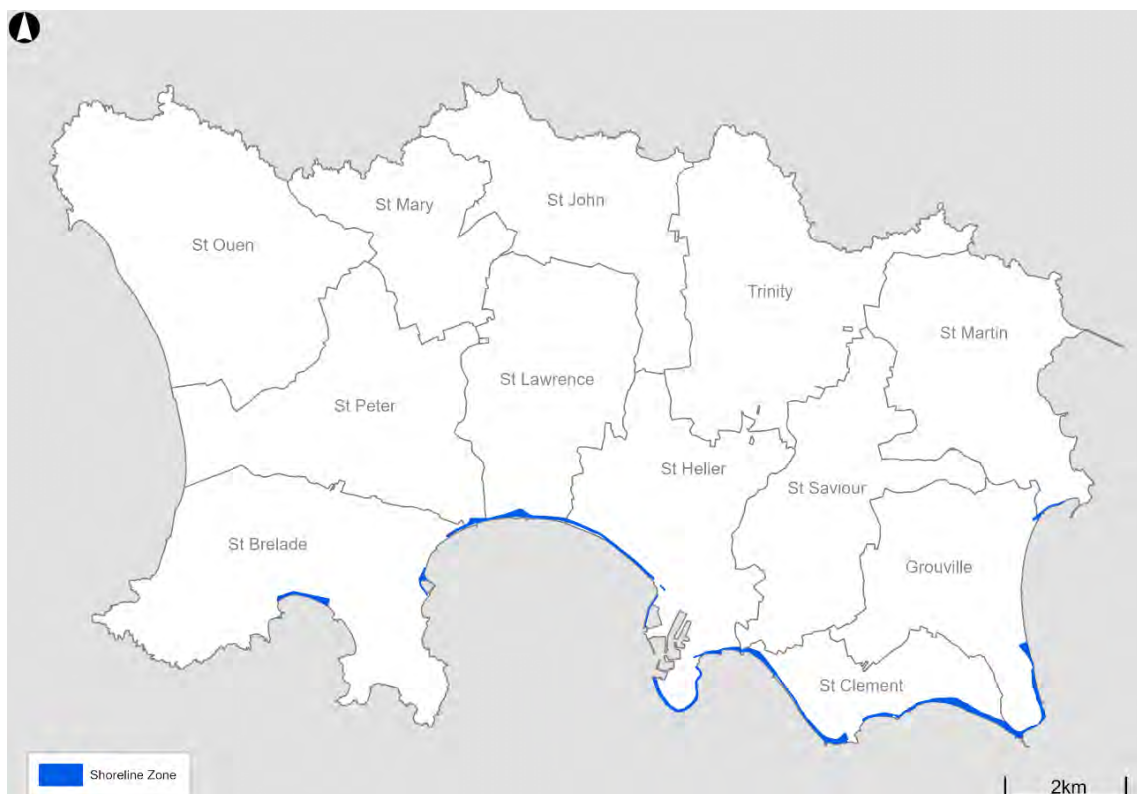 St Mary
St John
St Ouen
Trinity
St Martin
St Lawrence
St Peter
St Helier
St Saviour
St Brelade
Grouville
St Clement
Shoreline Zone
2km